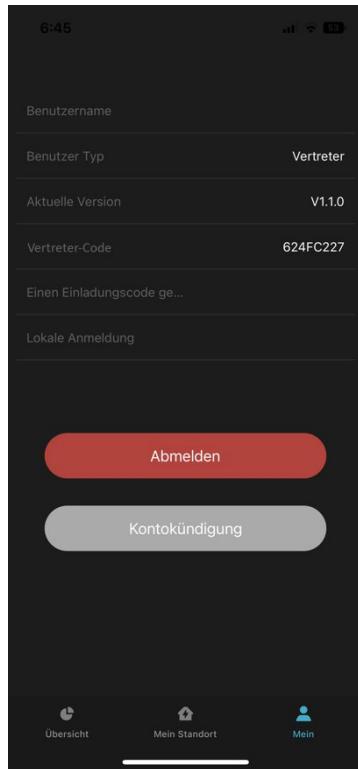 6:45
53
Benutzername
Benutzer Typ Vertreter
Aktuelle Version V1.1.0
Vertreter-Code 624FC227
Einen Einladungscode ge...
Lokale Anmeldung
Abmelden
Kontokündigung
Übersicht Mein Standort Mein